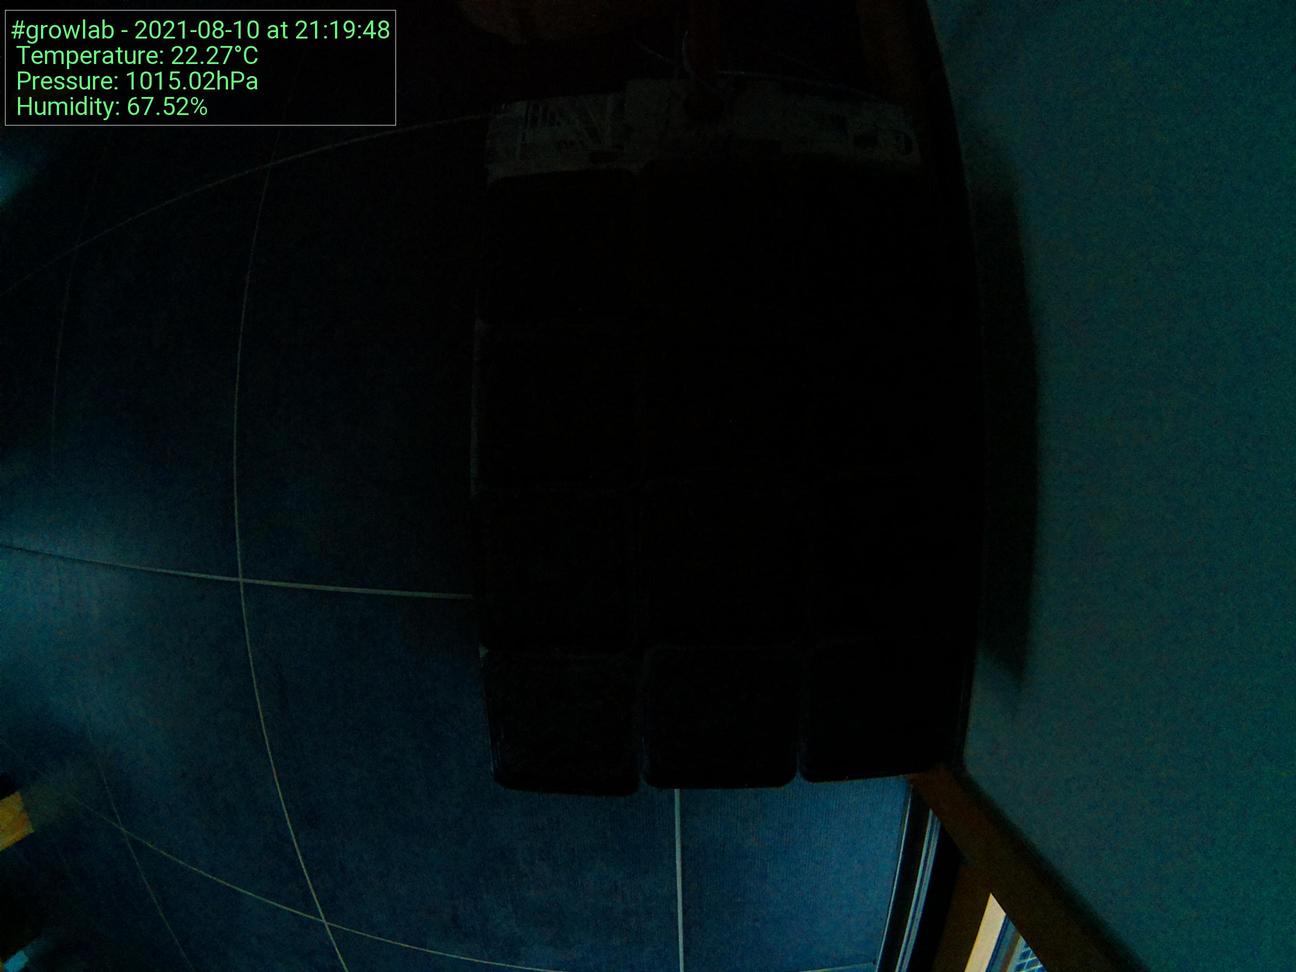 #growlab - 2021-08-10 at 21:19:48
Temperature: 22.27°C
Pressure: 1015.02hPa
Humidity: 67.52%